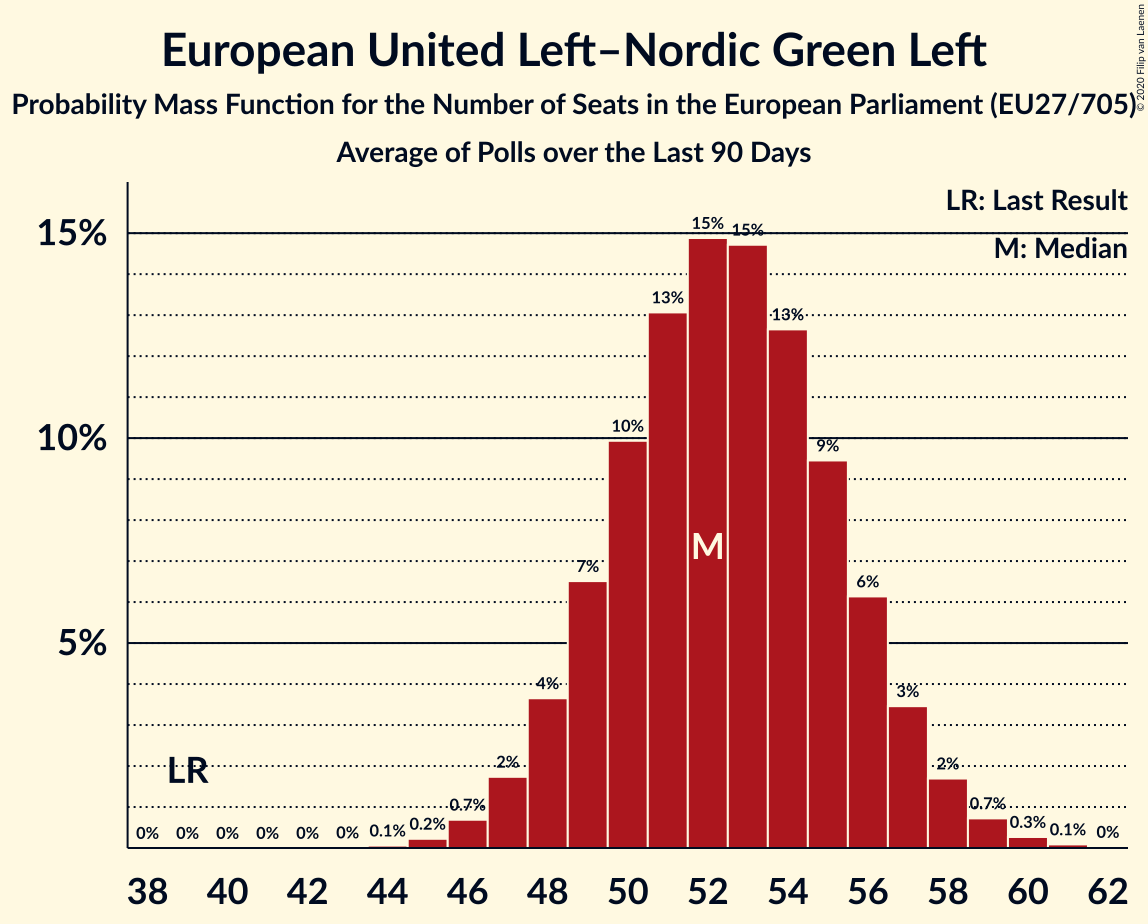 European United Left–Nordic Green Left
Probability Mass Function for the Number of Seats in the European Parliament (EU27/705)
Average of Polls over the Last 90 Days
© 2020 Filip van Laenen
LR: Last Result
M: Median
15%
10%
5%
0% 0% 0% 0% 0% 0% 0.1% 0.2% 0.7% 2% 4% 7% 10% 13% 15% 15% 13% 9% 6% 3% 2% 0.7% 0.3% 0.1% 0%
LR
M
38 40 42 44 46 48 50 52 54 56 58 60 62